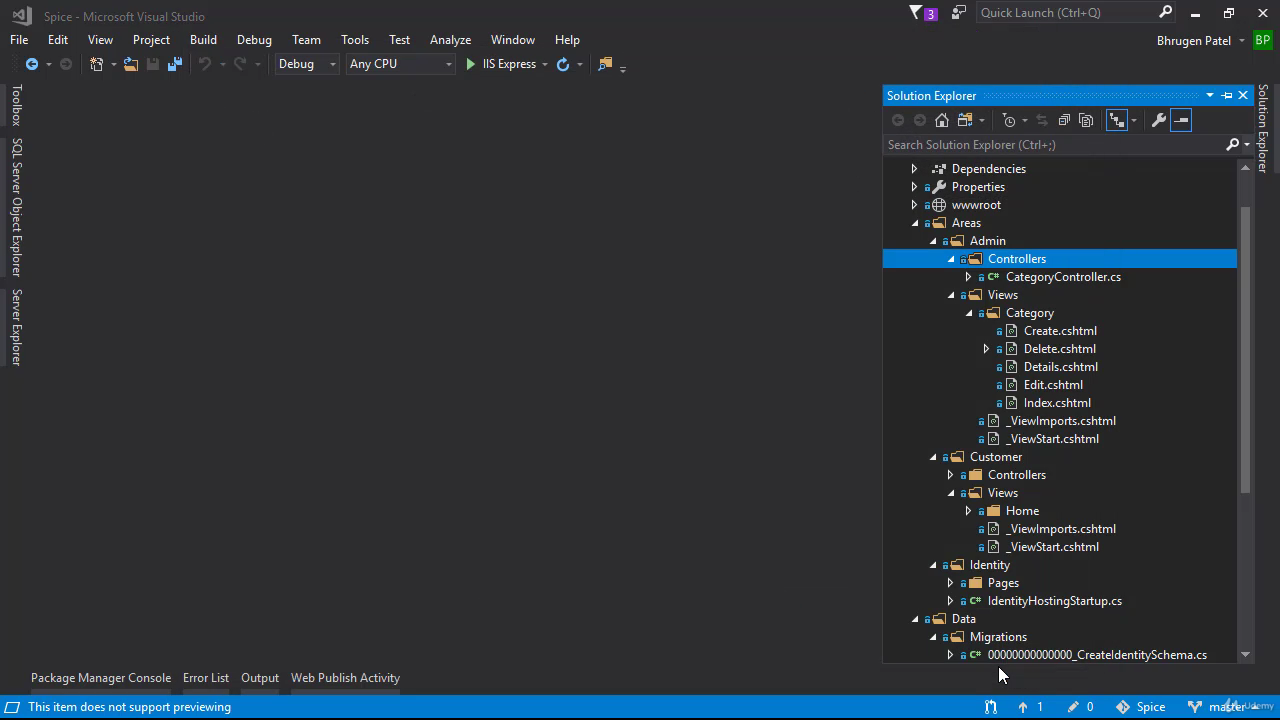 Spice - Microsoft Visual Studio
3
Quick Launch (Ctrl+Q)
File Edit View Project Build Debug Team Tools Test Analyze Window Help
Bhrugen Patel BP
Debug Any CPU IIS Express
Toolbox
SQL Server Object Explorer
Server Explorer
Solution Explorer
Solution Explorer
Search Solution Explorer (Ctrl+;)
Dependencies
Properties
wwwroot
Areas
Admin
Controllers
C# CategoryController.cs
Views
Category
Create.cshtml
Delete.cshtml
Details.cshtml
Edit.cshtml
Index.cshtml
_ViewImports.cshtml
_ViewStart.cshtml
Customer
Controllers
Views
Home
_ViewImports.cshtml
_ViewStart.cshtml
Identity
Pages
C# IdentityHostingStartup.cs
Data
Migrations
C# 00000000000000_CreateIdentitySchema.cs
Package Manager Console Error List Output Web Publish Activity
This item does not support previewing
1 0 Spice master
Udemy